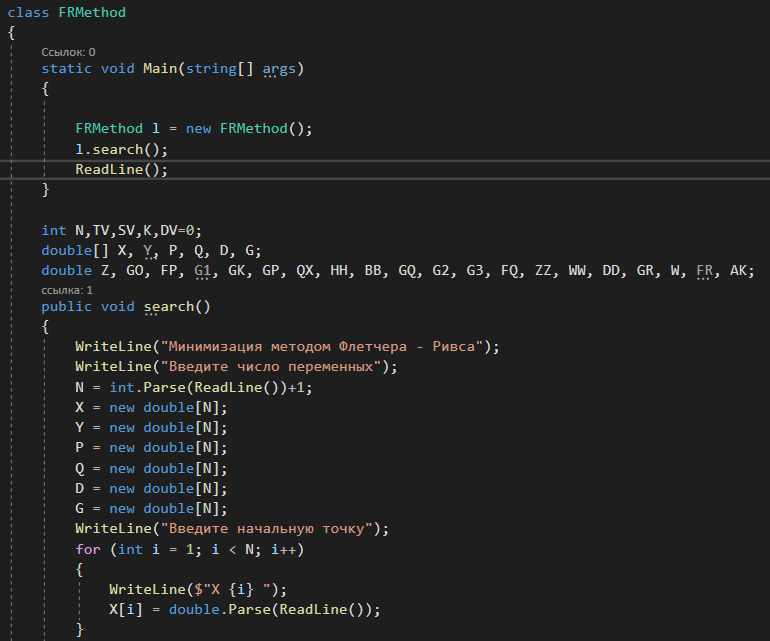 class FRMethod
{
Ссылок: 0
static void Main(string[] args)
{
FRMethod l = new FRMethod();
l.search();
ReadLine();
}
int N,TV,SV,K,DV=0;
double[] X, Y, P, Q, D, G;
double Z, GO, FP, G1, GK, GP, QX, HH, BB, GQ, G2, G3, FQ, ZZ, WW, DD, GR, W, FR, AK;
ссылка: 1
public void search()
{
WriteLine("Минимизация методом Флетчера - Ривса");
WriteLine("Введите число переменных");
N = int.Parse(ReadLine())+1;
X = new double[N];
Y = new double[N];
P = new double[N];
Q = new double[N];
D = new double[N];
G = new double[N];
WriteLine("Введите начальную точку");
for (int i = 1; i < N; i++)
{
WriteLine($"X {i} ");
X[i] = double.Parse(ReadLine());
}